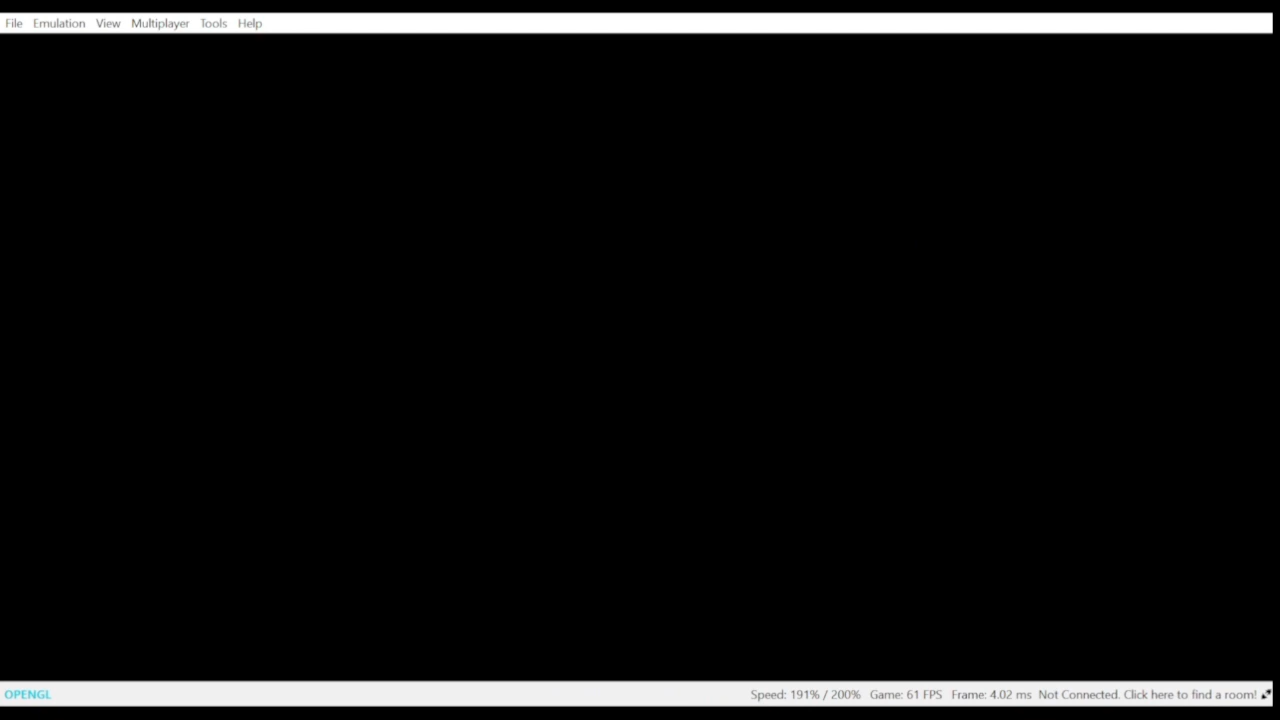 File Emulation View Multiplayer Tools Help
OPENGL Speed: 191% / 200% Game: 61 FPS Frame: 4.02 ms Not Connected. Click here to find a room!